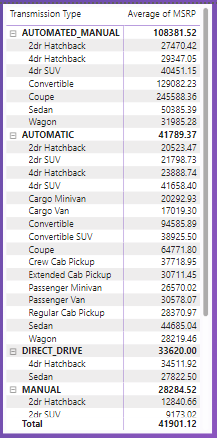 Transmission Type Average of MSRP
AUTOMATED_MANUAL 108381.52
2dr Hatchback 27470.42
4dr Hatchback 29347.05
4dr SUV 40451.15
Convertible 129082.23
Coupe 245588.36
Sedan 50385.39
Wagon 31985.28
AUTOMATIC 41789.37
2dr Hatchback 20523.47
2dr SUV 21798.73
4dr Hatchback 23888.74
4dr SUV 41658.40
Cargo Minivan 20292.93
Cargo Van 17019.30
Convertible 94585.89
Convertible SUV 38925.50
Coupe 64771.80
Crew Cab Pickup 37718.95
Extended Cab Pickup 30711.45
Passenger Minivan 26570.02
Passenger Van 30578.07
Regular Cab Pickup 28370.97
Sedan 44685.04
Wagon 28219.46
DIRECT_DRIVE 33620.00
4dr Hatchback 34511.92
Sedan 27822.50
MANUAL 28284.52
2dr Hatchback 12840.66
2dr SUV 9173.02
Total 41901.12